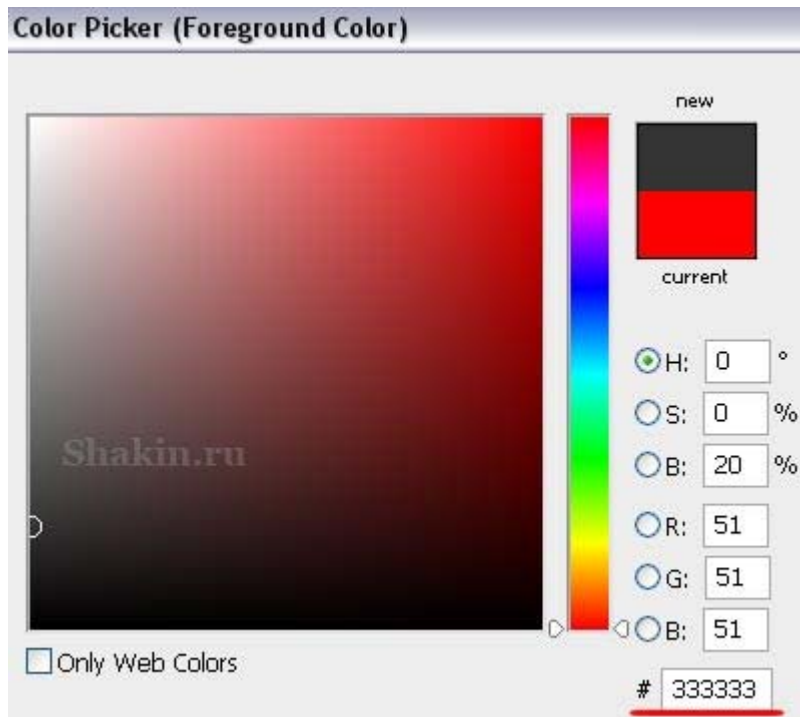 Color Picker (Foreground Color)
new
current
H: 0 °
S: 0 %
B: 20 %
Shakin.ru
R: 51
G: 51
B: 51
Only Web Colors
# 333333